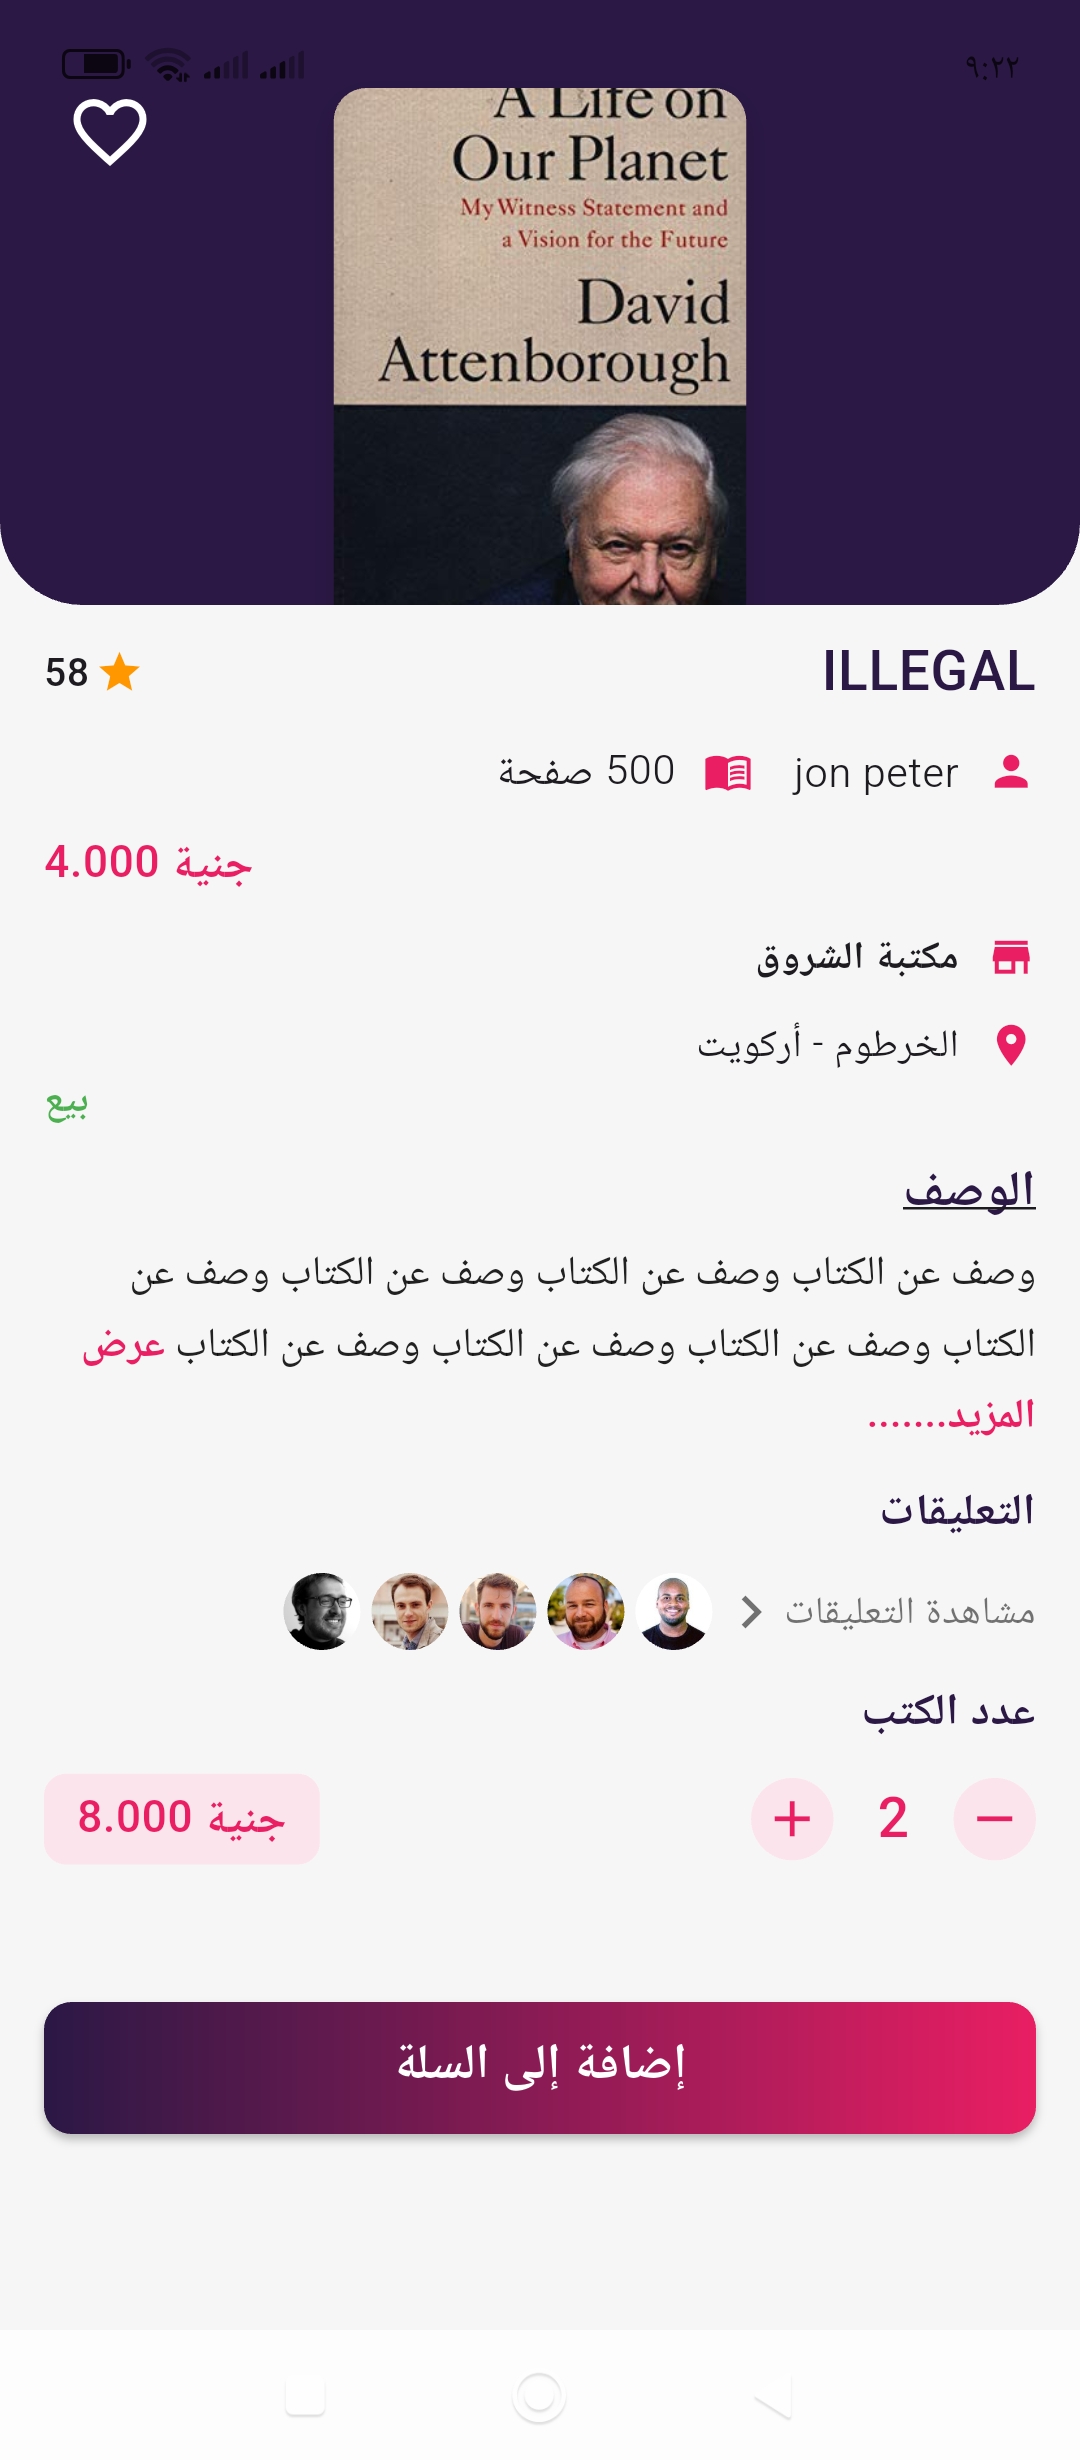 ٩:٢٢
A Life on
Our Planet
My Witness Statement and
a Vision for the Future
David
Attenborough
ILLEGAL
58
jon peter
500 صفحة
4.000 جنية
مكتبة الشروق
الخرطوم - أركويت
بيع
الوصف
وصف عن الكتاب وصف عن الكتاب وصف عن الكتاب وصف عن
الكتاب وصف عن الكتاب وصف عن الكتاب وصف عن الكتاب عرض
المزيد.......
التعليقات
مشاهدة التعليقات
عدد الكتب
2
8.000 جنية
إضافة إلى السلة